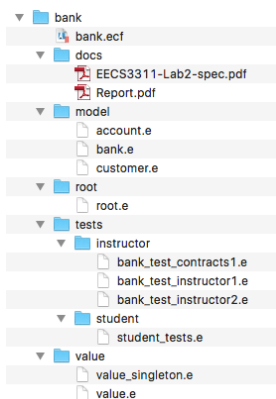 bank
bank.ecf
docs
EECS3311-Lab2-spec.pdf
Report.pdf
model
account.e
bank.e
customer.e
root
root.e
tests
instructor
bank_test_contracts1.e
bank_test_instructor1.e
bank_test_instructor2.e
student
student_tests.e
value
value_singleton.e
value.e